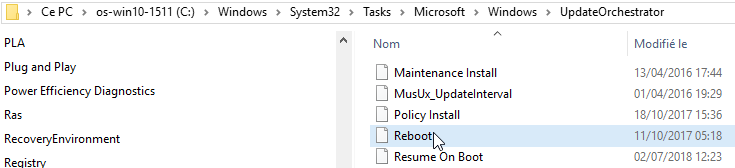 Ce PC > os-win10-1511 (C:) > Windows > System32 > Tasks > Microsoft > Windows > UpdateOrchestrator
PLA
Plug and Play
Power Efficiency Diagnostics
Ras
RecoveryEnvironment
Registry
Nom Modifié le
Maintenance Install 13/04/2016 17:44
MusUx_UpdateInterval 01/04/2016 19:29
Policy Install 18/10/2017 15:36
Reboot 11/10/2017 05:18
Resume On Boot 02/07/2018 12:23